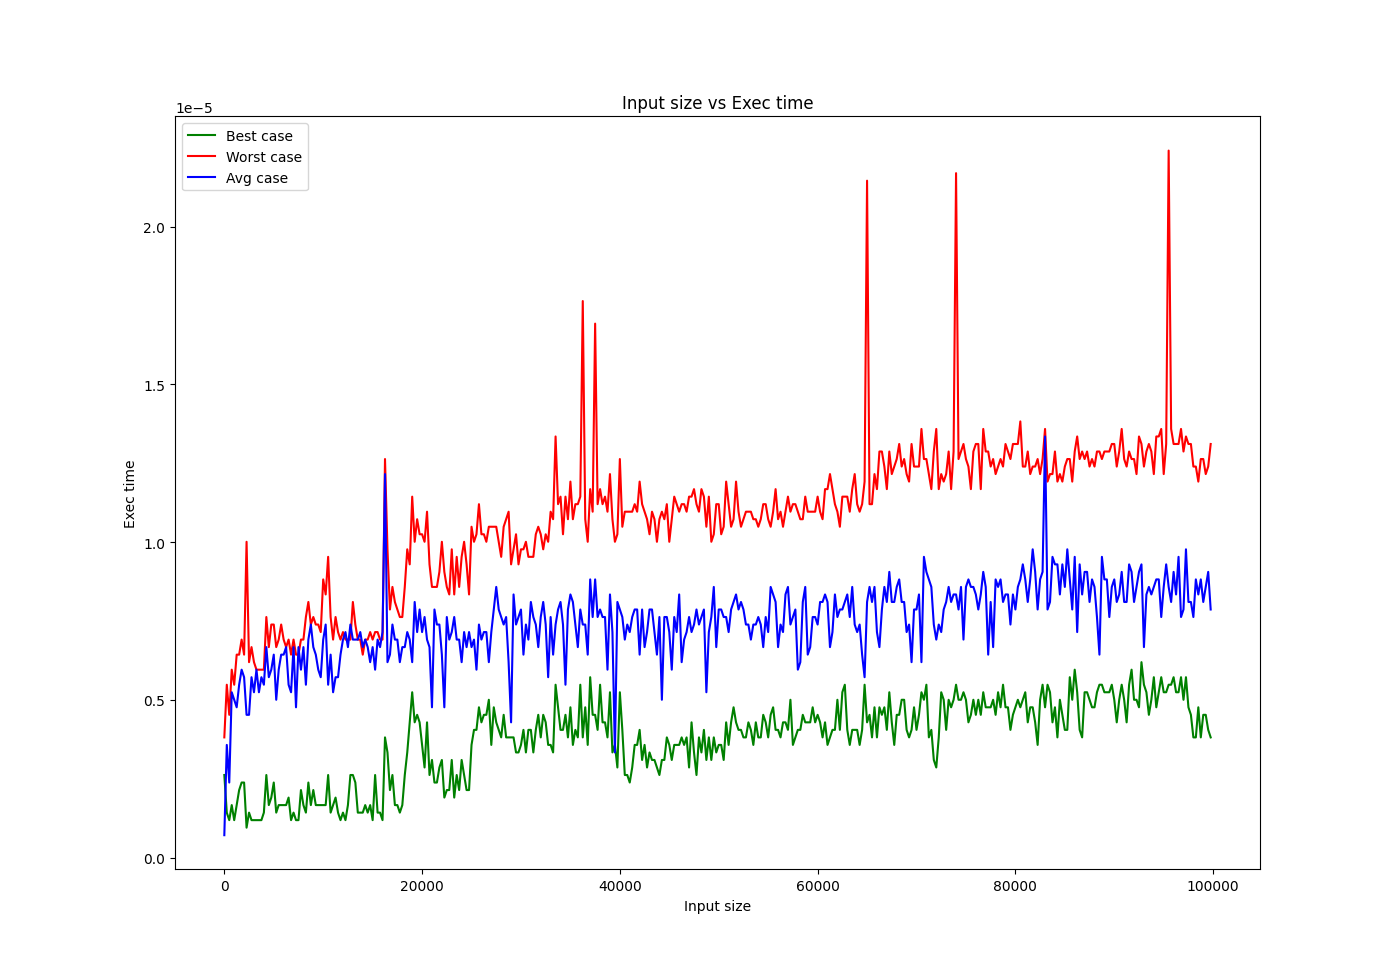 Input size vs Exec time
1e−5
Best case
Worst case
Avg case
2.0
1.5
1.0
0.5
0.0
Exec time
0 20000 40000 60000 80000 100000
Input size